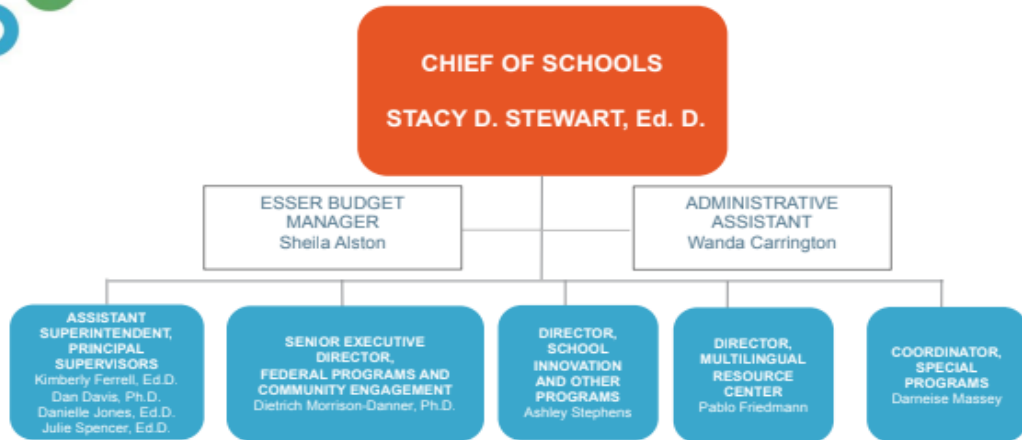 CHIEF OF SCHOOLS
STACY D. STEWART, Ed. D.
ESSER BUDGET
MANAGER
Sheila Alston
ADMINISTRATIVE
ASSISTANT
Wanda Carrington
ASSISTANT
SUPERINTENDENT,
PRINCIPAL
SUPERVISORS
Kimberly Ferrell, Ed.D.
Dan Davis, Ph.D.
Danielle Jones, Ed.D.
Julie Spencer, Ed.D.
SENIOR EXECUTIVE
DIRECTOR,
FEDERAL PROGRAMS AND
COMMUNITY ENGAGEMENT
Dietrich Morrison-Danner, Ph.D.
DIRECTOR,
SCHOOL
INNOVATION
AND OTHER
PROGRAMS
Ashley Stephens
DIRECTOR,
MULTILINGUAL
RESOURCE
CENTER
Pablo Friedmann
COORDINATOR,
SPECIAL
PROGRAMS
Darneise Massey